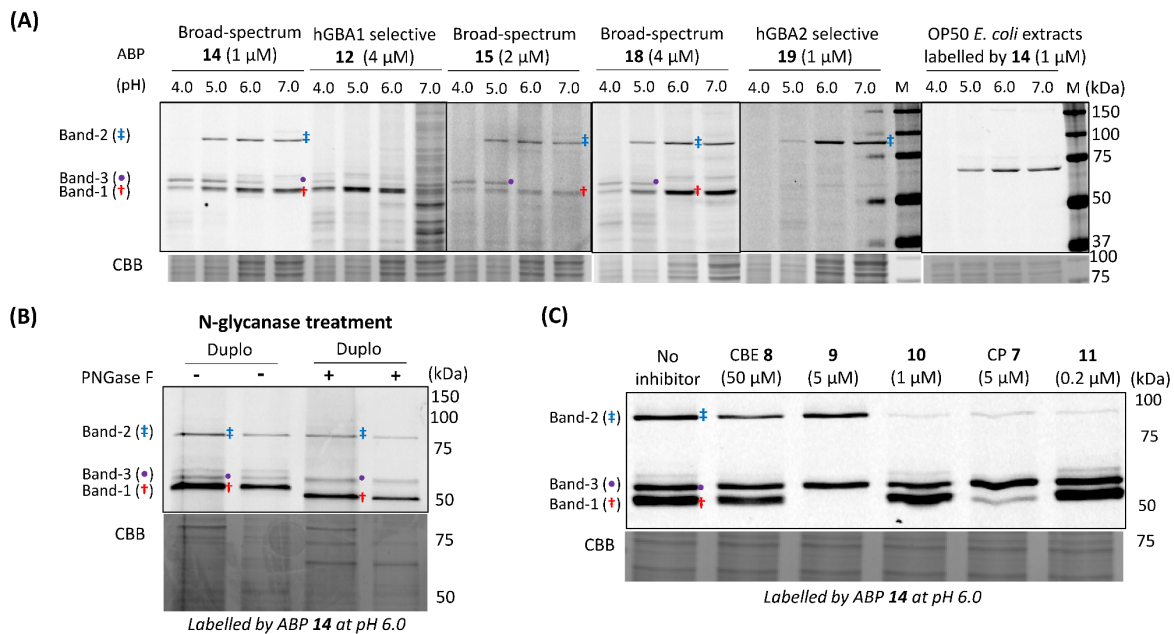 (A)
Broad-spectrum hGBA1 selective Broad-spectrum Broad-spectrum hGBA2 selective OP50 E. coli extracts
ABP 14 (1 µM) 12 (4 µM) 15 (2 µM) 18 (4 µM) 19 (1 µM) labelled by 14 (1 µM)
(pH) 4.0 5.0 6.0 7.0 4.0 5.0 6.0 7.0 4.0 5.0 6.0 7.0 4.0 5.0 6.0 7.0 4.0 5.0 6.0 7.0 M 4.0 5.0 6.0 7.0 M (kDa)
150
Band-2 (‡) ‡ ‡ ‡ ‡ 100
75
Band-3 (•) • • •
Band-1 (†) † † † 50
37
CBB 100
75
(B)
N-glycanase treatment
Duplo Duplo
PNGase F - - + + (kDa)
150
100
Band-2 (‡) ‡ ‡
75
Band-3 (•) • •
Band-1 (†) † † 50
CBB
75
50
Labelled by ABP 14 at pH 6.0
(C)
No CBE 8 9 10 CP 7 11
inhibitor (50 µM) (5 µM) (1 µM) (5 µM) (0.2 µM) (kDa)
100
Band-2 (‡) ‡
75
Band-3 (•) •
Band-1 (†) † 50
CBB 75
Labelled by ABP 14 at pH 6.0